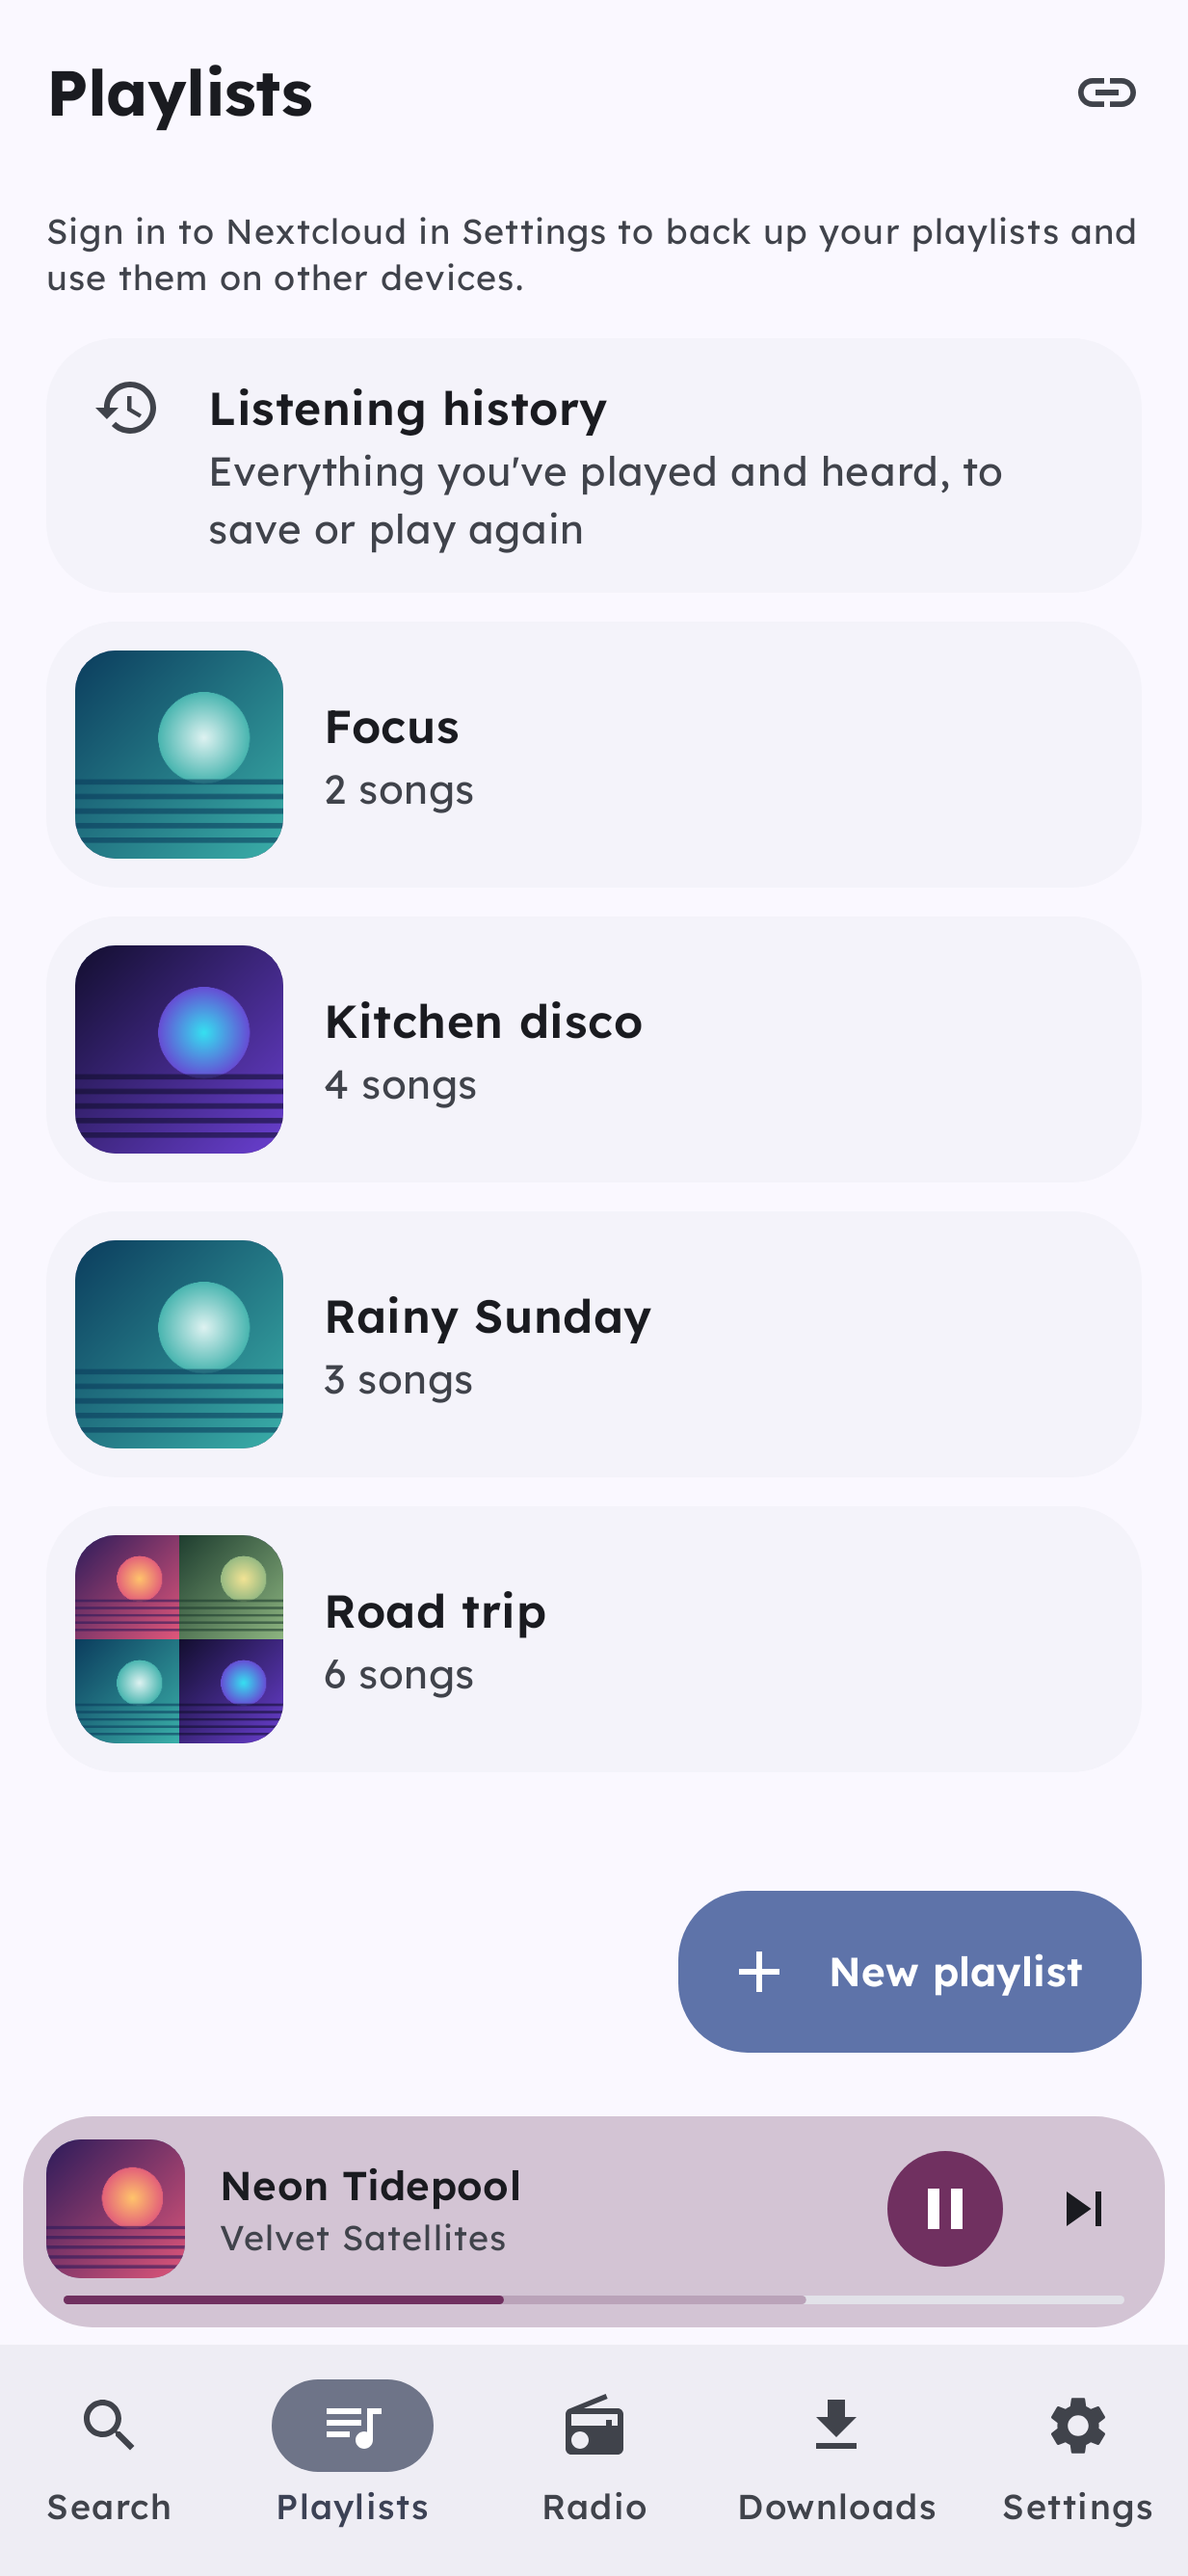 Playlists
Sign in to Nextcloud in Settings to back up your playlists and
use them on other devices.
Listening history
Everything you've played and heard, to
save or play again
Focus
2 songs
Kitchen disco
4 songs
Rainy Sunday
3 songs
Road trip
6 songs
New playlist
Neon Tidepool
Velvet Satellites
Search
Playlists
Radio
Downloads
Settings